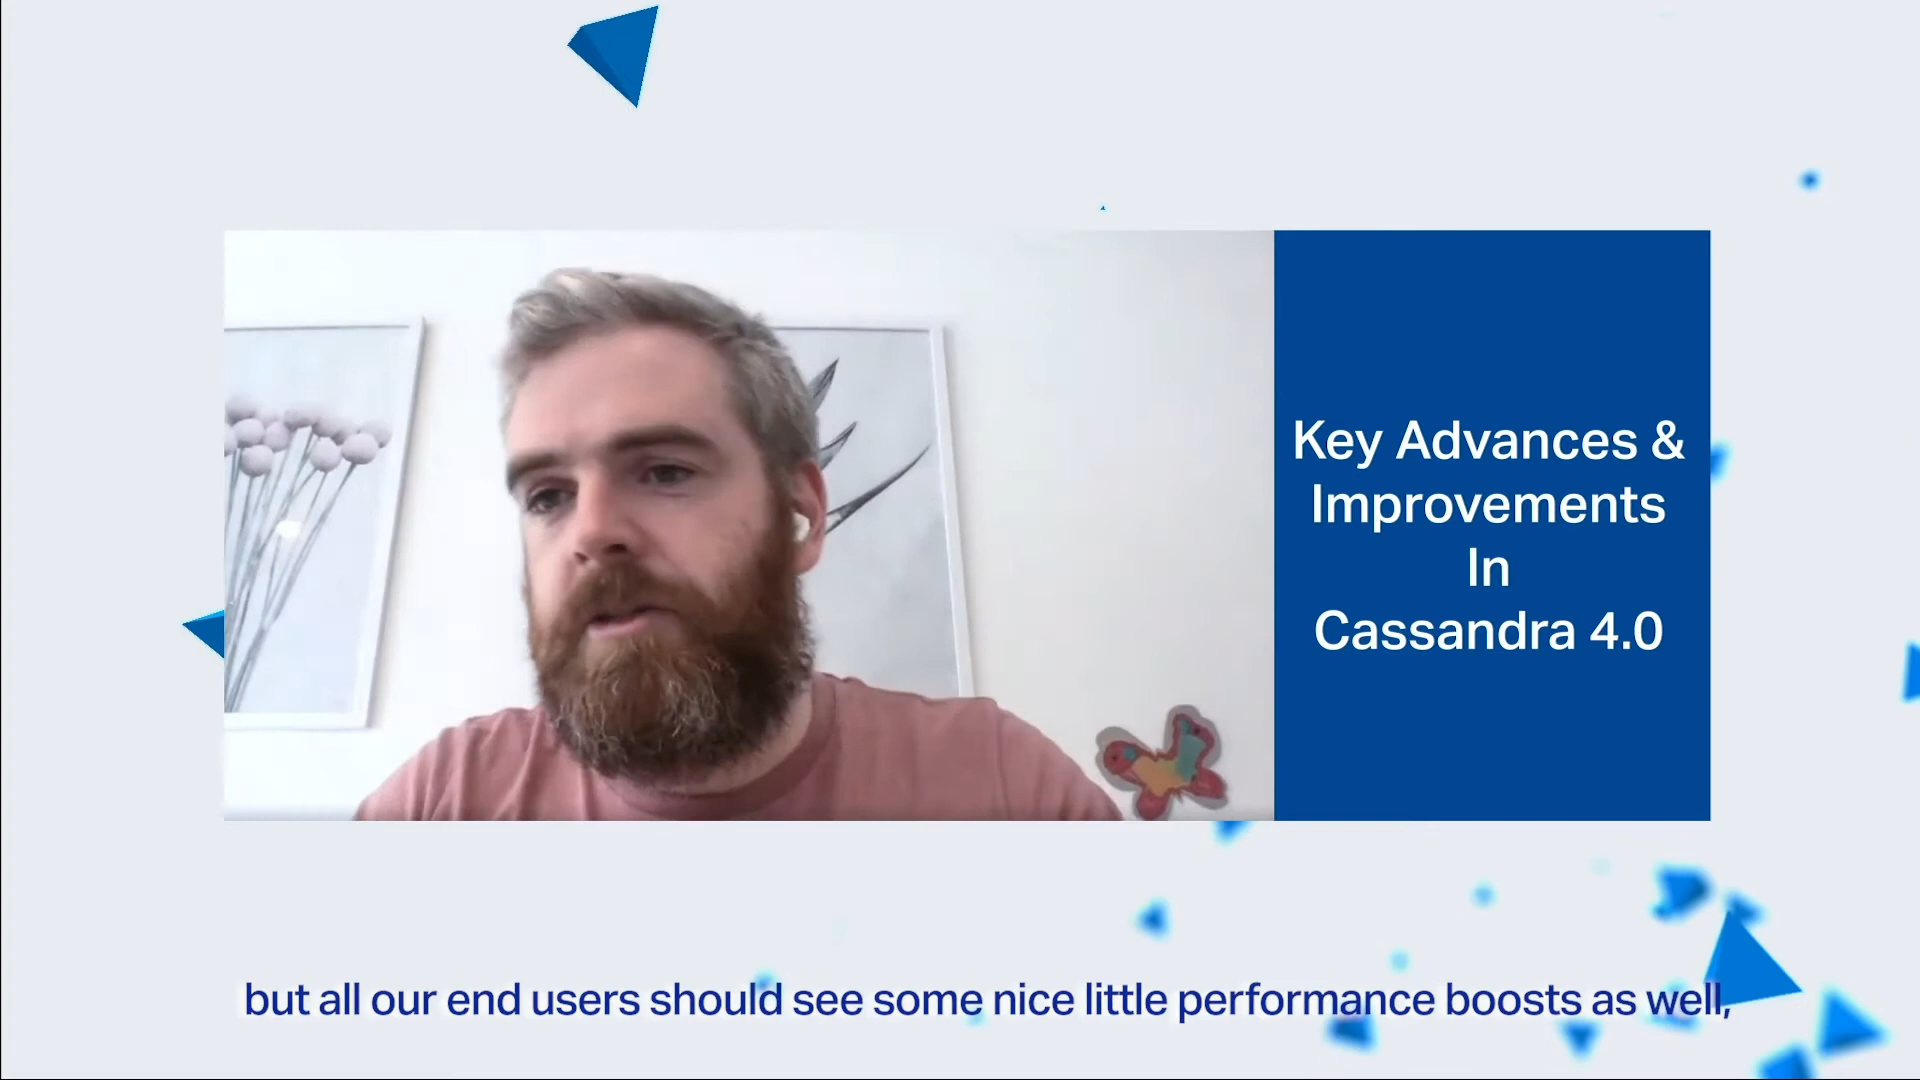 Key Advances &
Improvements
In
Cassandra 4.0
but all our end users should see some nice little performance boosts as well,